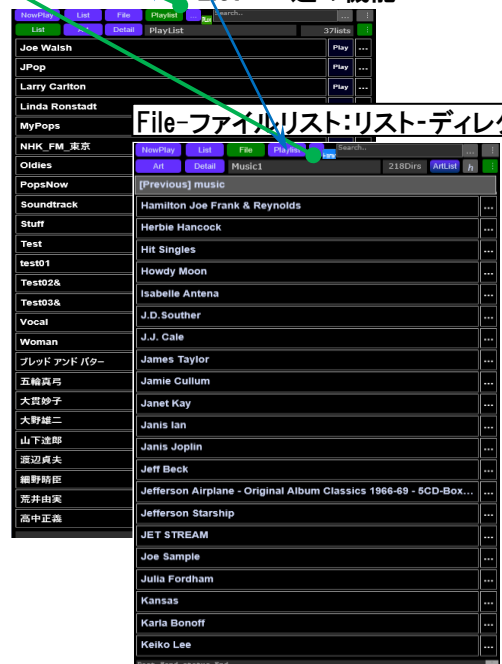 NowPlay List File Playlist ... Search.. ...
List Art Detail PlayList 37lists
Joe Walsh Play ...
JPop Play ...
Larry Carlton Play ...
Linda Ronstadt
MyPops
NHK_FM_東京
Oldies
PopsNow
Soundtrack
Stuff
Test
test01
Test02&
Test03&
Vocal
Woman
ブレッド アンド バター
五輪真弓
大貫妙子
大野雄二
山下達郎
渡辺貞夫
細野晴臣
荒井由実
高中正義
File-ファイルリスト:リスト-ディレク
NowPlay List File Playlist Search.. ...
Art Detail Music1 218Dirs ArtList h
[Previous] music
Hamilton Joe Frank & Reynolds ...
Herbie Hancock ...
Hit Singles ...
Howdy Moon ...
Isabelle Antena ...
J.D.Souther ...
J.J. Cale ...
James Taylor ...
Jamie Cullum ...
Janet Kay ...
Janis Ian ...
Janis Joplin ...
Jeff Beck ...
Jefferson Airplane - Original Album Classics 1966-69 - 5CD-Box... ...
Jefferson Starship ...
JET STREAM ...
Joe Sample ...
Julia Fordham ...
Kansas ...
Karla Bonoff ...
Keiko Lee ...